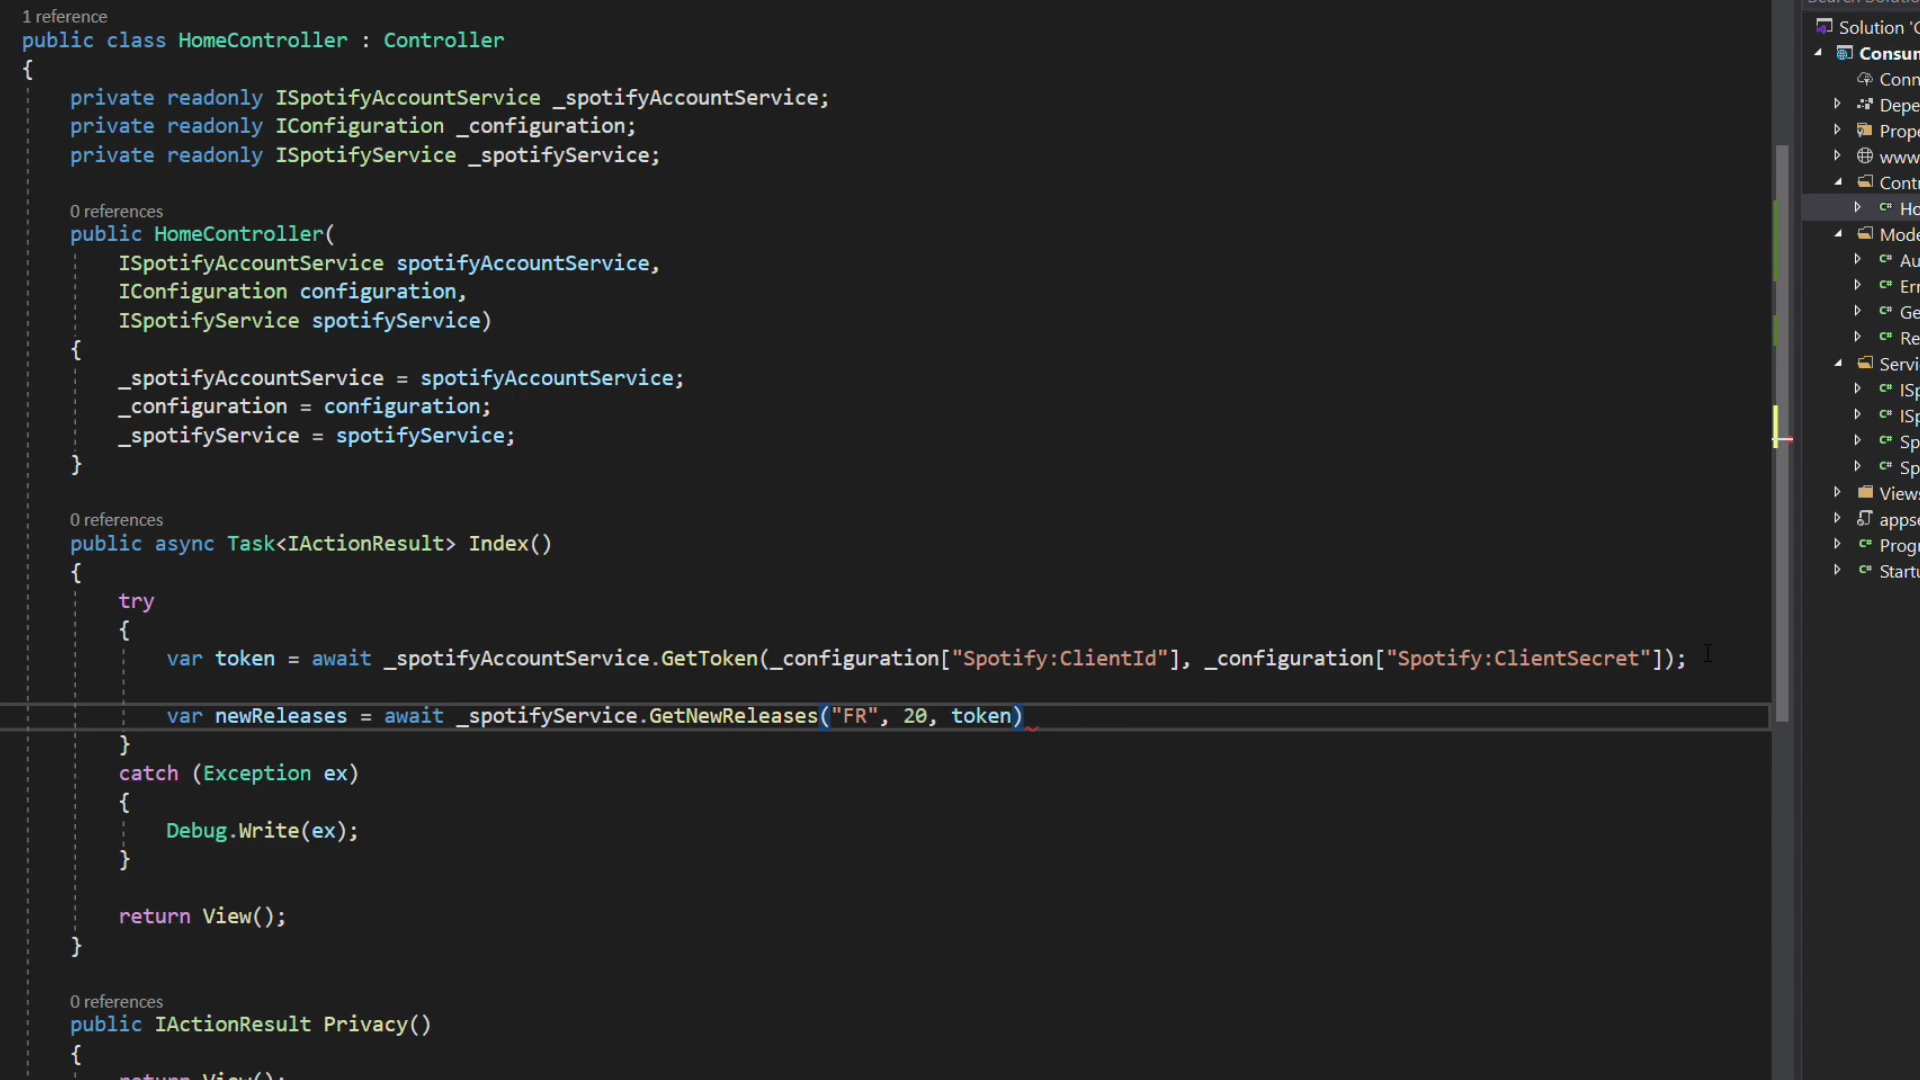 1 reference
public class HomeController : Controller
{
private readonly ISpotifyAccountService _spotifyAccountService;
private readonly IConfiguration _configuration;
private readonly ISpotifyService _spotifyService;
0 references
public HomeController(
ISpotifyAccountService spotifyAccountService,
IConfiguration configuration,
ISpotifyService spotifyService)
{
_spotifyAccountService = spotifyAccountService;
_configuration = configuration;
_spotifyService = spotifyService;
}
0 references
public async Task<IActionResult> Index()
{
try
{
var token = await _spotifyAccountService.GetToken(_configuration["Spotify:ClientId"], _configuration["Spotify:ClientSecret"]);
var newReleases = await _spotifyService.GetNewReleases("FR", 20, token)
}
catch (Exception ex)
{
Debug.Write(ex);
}
return View();
}
0 references
public IActionResult Privacy()
{
return View();
Solution 'C
Consum
Conn
Depe
Prope
www
Contr
Ho
Mode
Au
Err
Ge
Re
Servi
ISp
ISp
Sp
Sp
Views
appse
Progr
Startu